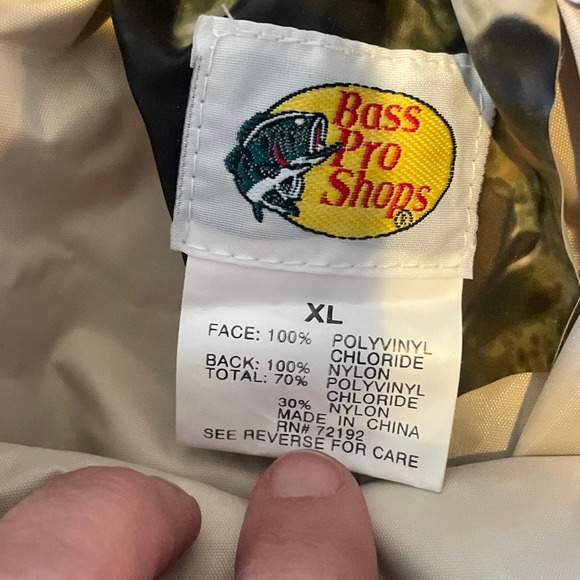 Bass
Pro
Shops
®
XL
FACE: 100% POLYVINYL
CHLORIDE
BACK: 100% NYLON
TOTAL: 70% POLYVINYL
CHLORIDE
30% NYLON
MADE IN CHINA
RN# 72192
SEE REVERSE FOR CARE